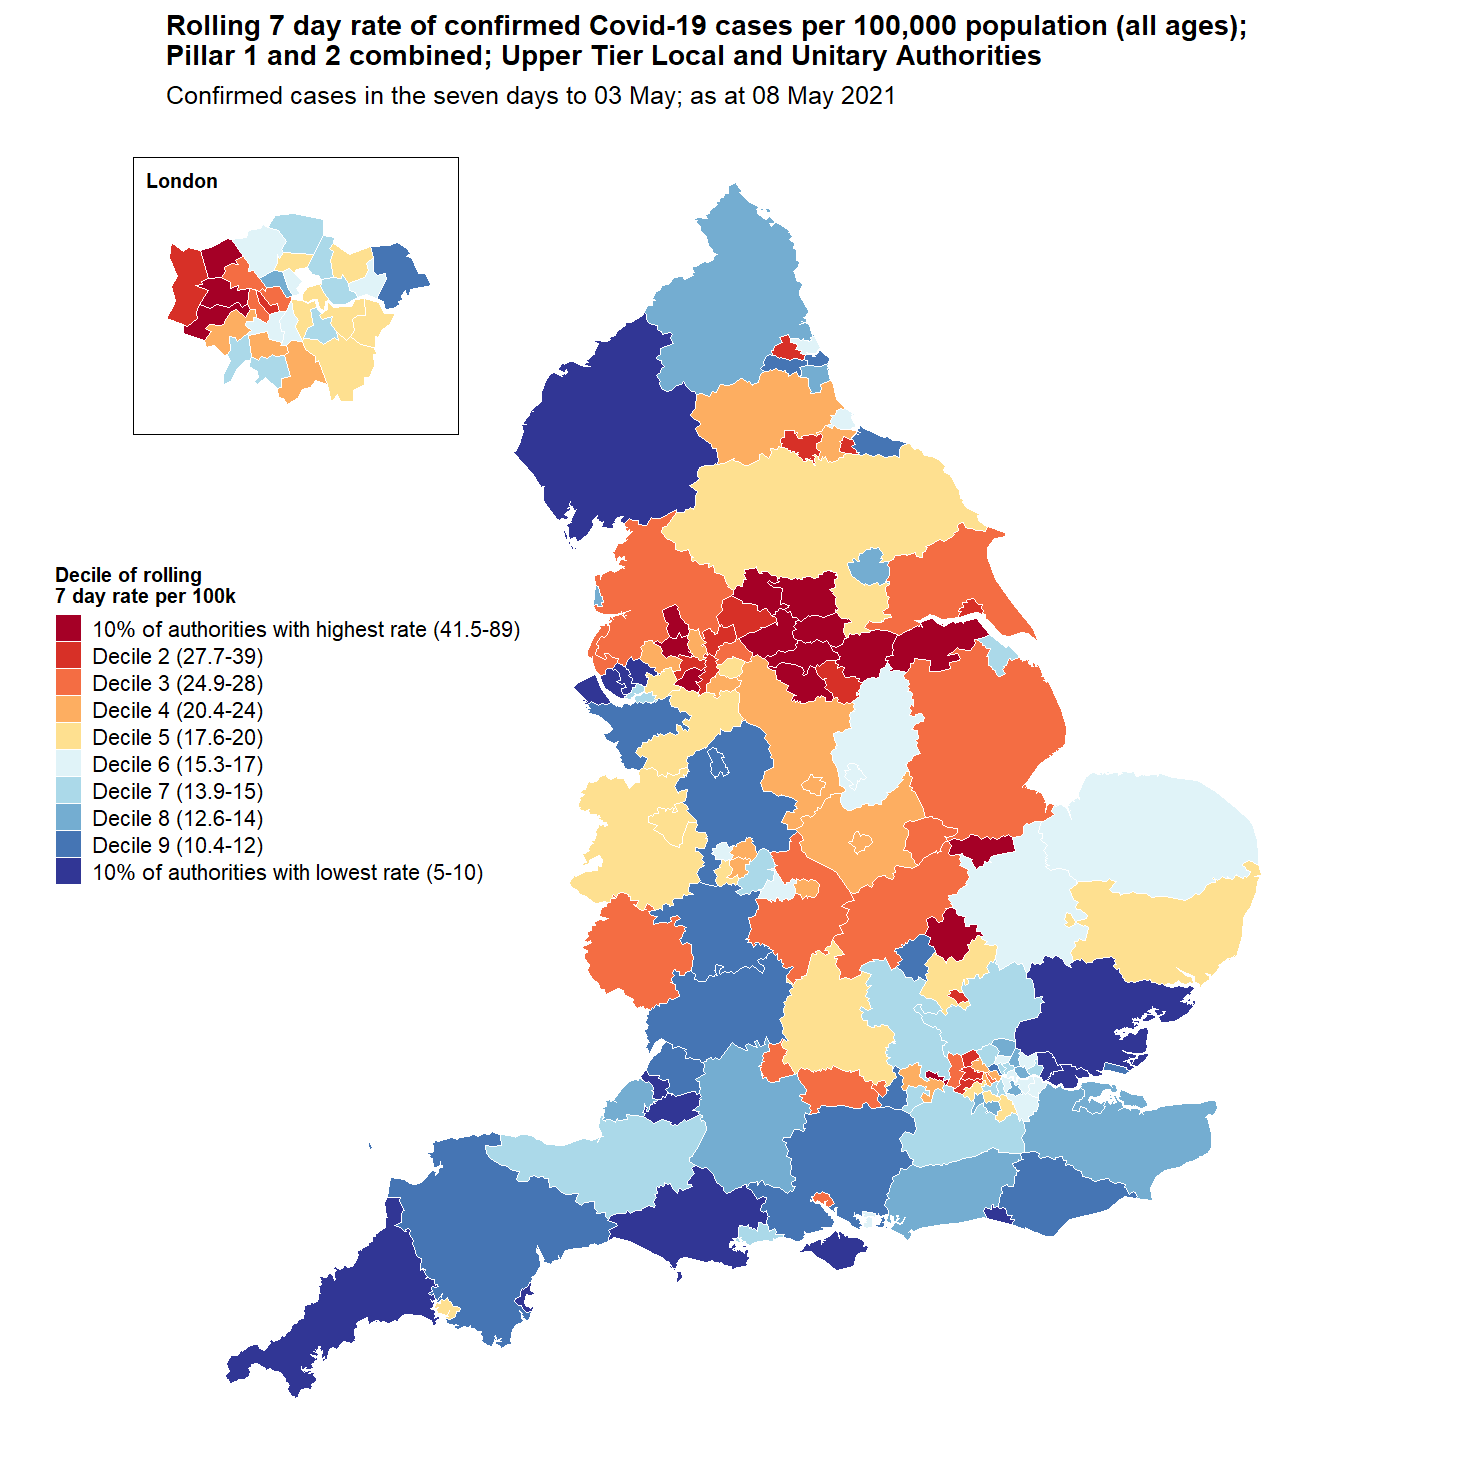 Rolling 7 day rate of confirmed Covid-19 cases per 100,000 population (all ages);
Pillar 1 and 2 combined; Upper Tier Local and Unitary Authorities
Confirmed cases in the seven days to 03 May; as at 08 May 2021
London
Decile of rolling
7 day rate per 100k
10% of authorities with highest rate (41.5-89)
Decile 2 (27.7-39)
Decile 3 (24.9-28)
Decile 4 (20.4-24)
Decile 5 (17.6-20)
Decile 6 (15.3-17)
Decile 7 (13.9-15)
Decile 8 (12.6-14)
Decile 9 (10.4-12)
10% of authorities with lowest rate (5-10)